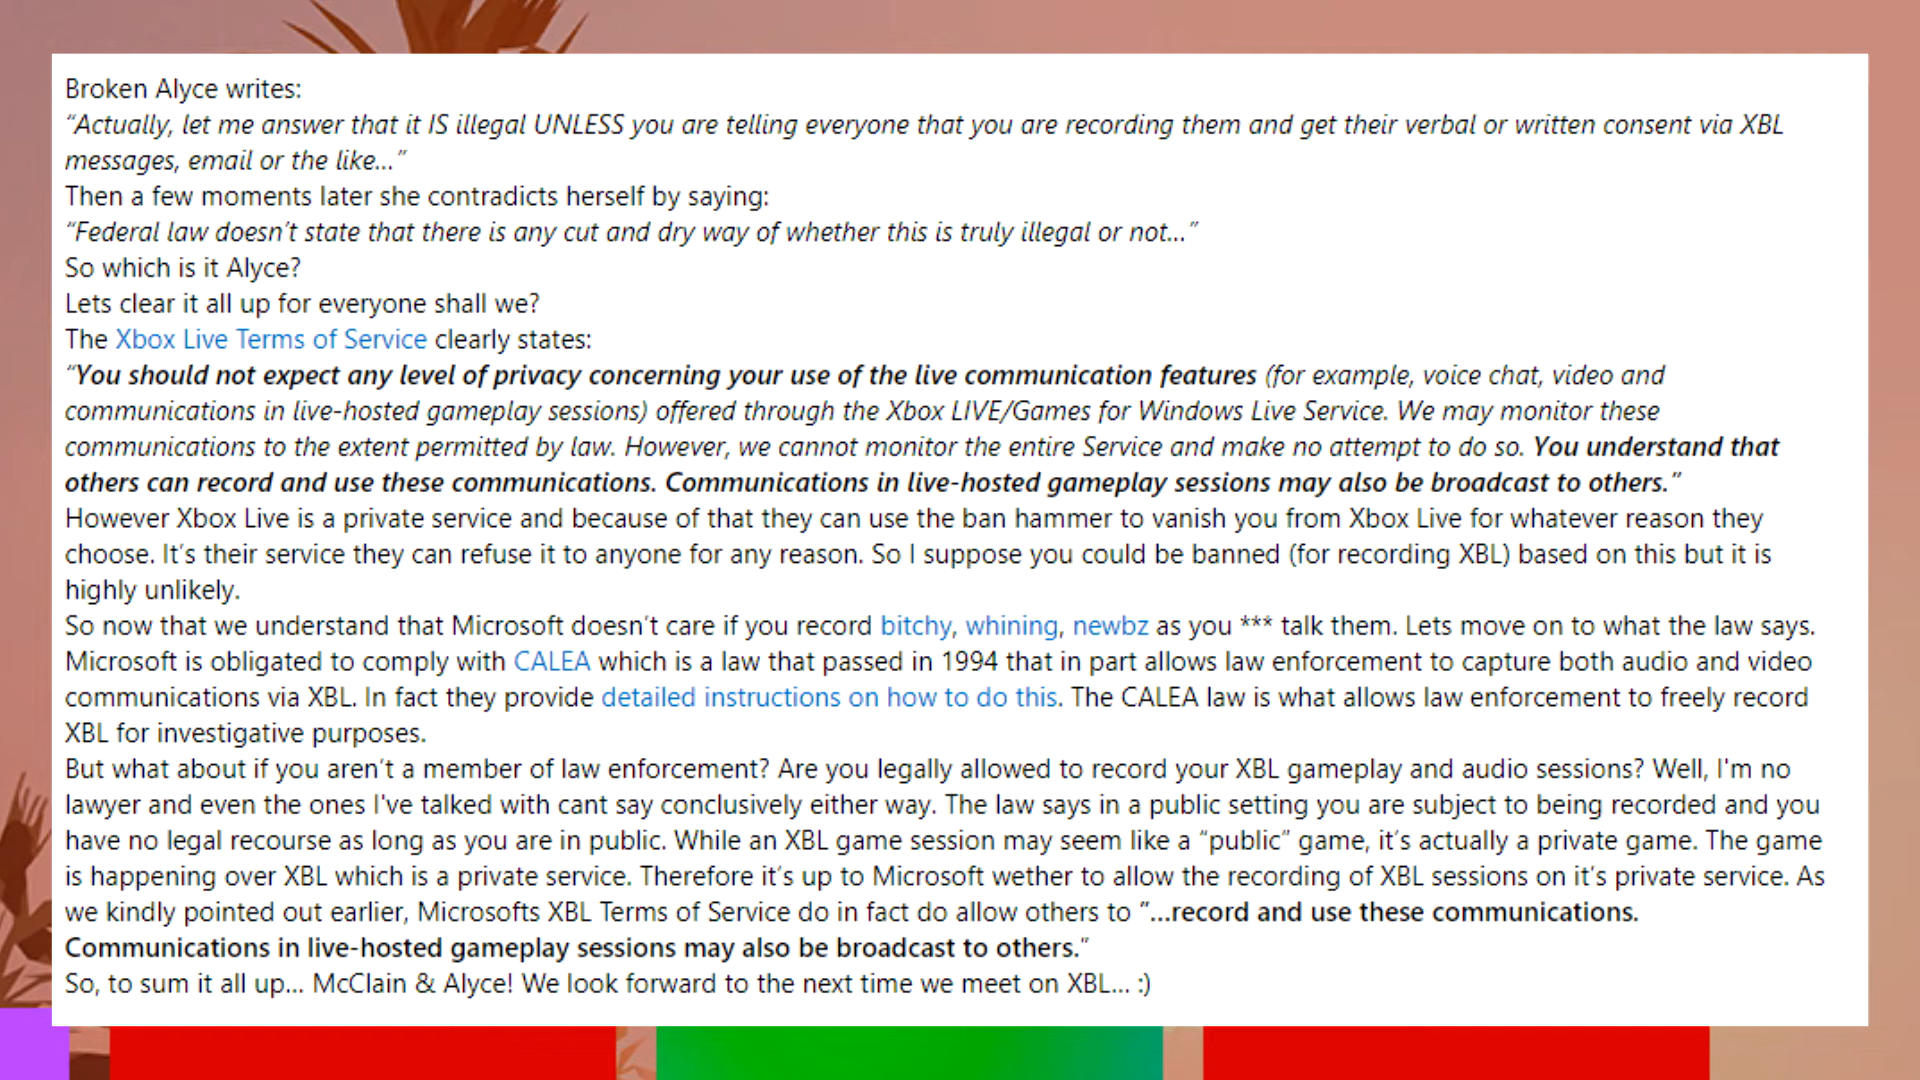 Broken Alyce writes:
“Actually, let me answer that it IS illegal UNLESS you are telling everyone that you are recording them and get their verbal or written consent via XBL
messages, email or the like…”
Then a few moments later she contradicts herself by saying:
“Federal law doesn’t state that there is any cut and dry way of whether this is truly illegal or not…”
So which is it Alyce?
Lets clear it all up for everyone shall we?
The Xbox Live Terms of Service clearly states:
“You should not expect any level of privacy concerning your use of the live communication features (for example, voice chat, video and
communications in live-hosted gameplay sessions) offered through the Xbox LIVE/Games for Windows Live Service. We may monitor these
communications to the extent permitted by law. However, we cannot monitor the entire Service and make no attempt to do so. You understand that
others can record and use these communications. Communications in live-hosted gameplay sessions may also be broadcast to others.”
However Xbox Live is a private service and because of that they can use the ban hammer to vanish you from Xbox Live for whatever reason they
choose. It’s their service they can refuse it to anyone for any reason. So I suppose you could be banned (for recording XBL) based on this but it is
highly unlikely.
So now that we understand that Microsoft doesn’t care if you record bitchy, whining, newbz as you *** talk them. Lets move on to what the law says.
Microsoft is obligated to comply with CALEA which is a law that passed in 1994 that in part allows law enforcement to capture both audio and video
communications via XBL. In fact they provide detailed instructions on how to do this. The CALEA law is what allows law enforcement to freely record
XBL for investigative purposes.
But what about if you aren’t a member of law enforcement? Are you legally allowed to record your XBL gameplay and audio sessions? Well, I'm no
lawyer and even the ones I've talked with cant say conclusively either way. The law says in a public setting you are subject to being recorded and you
have no legal recourse as long as you are in public. While an XBL game session may seem like a “public” game, it’s actually a private game. The game
is happening over XBL which is a private service. Therefore it’s up to Microsoft wether to allow the recording of XBL sessions on it’s private service. As
we kindly pointed out earlier, Microsofts XBL Terms of Service do in fact do allow others to ”…record and use these communications.
Communications in live-hosted gameplay sessions may also be broadcast to others.”
So, to sum it all up… McClain & Alyce! We look forward to the next time we meet on XBL… :)